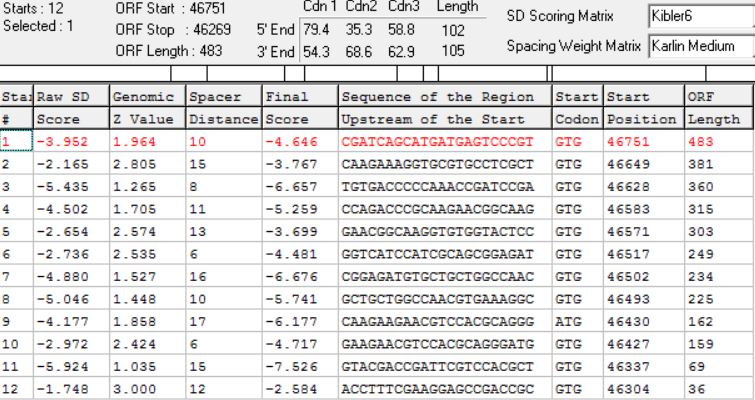 Starts : 12 ORF Start : 46751 Cdn 1 Cdn2 Cdn3 Length SD Scoring Matrix Kibler6
Selected : 1 ORF Stop : 46269 5' End 79.4 35.3 58.8 102
ORF Length : 483 3' End 54.3 68.6 62.9 105 Spacing Weight Matrix Karlin Medium
Star Raw SD Genomic Spacer Final Sequence of the Region Start Start ORF
# Score Z Value Distance Score Upstream of the Start Codon Position Length
1 -3.952 1.964 10 -4.646 CGATCAGCATGATGAGTCCCGT GTG 46751 483
2 -2.165 2.805 15 -3.767 CAAGAAAGGTGCGTGCCTCGCT GTG 46649 381
3 -5.435 1.265 8 -6.657 TGTGACCCCCAAACCGATCCGA GTG 46628 360
4 -4.502 1.705 11 -5.259 CCAGACCCGCAAGAACGGCAAG GTG 46583 315
5 -2.654 2.574 13 -3.699 GAACGGCAAGGTGTGGTACTCC GTG 46571 303
6 -2.736 2.535 6 -4.481 GGTCATCCATCGCAGCGGAGAT GTG 46517 249
7 -4.880 1.527 16 -6.676 CGGAGATGTGCTGCTGGCCAAC GTG 46502 234
8 -5.046 1.448 10 -5.741 GCTGCTGGCCAACGTGAAAGGC GTG 46493 225
9 -4.177 1.858 17 -6.177 CAAGAAGAACGTCCACGCAGGG ATG 46430 162
10 -2.972 2.424 6 -4.717 GAAGAACGTCCACGCAGGGATG GTG 46427 159
11 -5.924 1.035 15 -7.526 GTACGACCGATTCGTCCACGCT GTG 46337 69
12 -1.748 3.000 12 -2.584 ACCTTTCGAAGGAGCCGACCGC GTG 46304 36